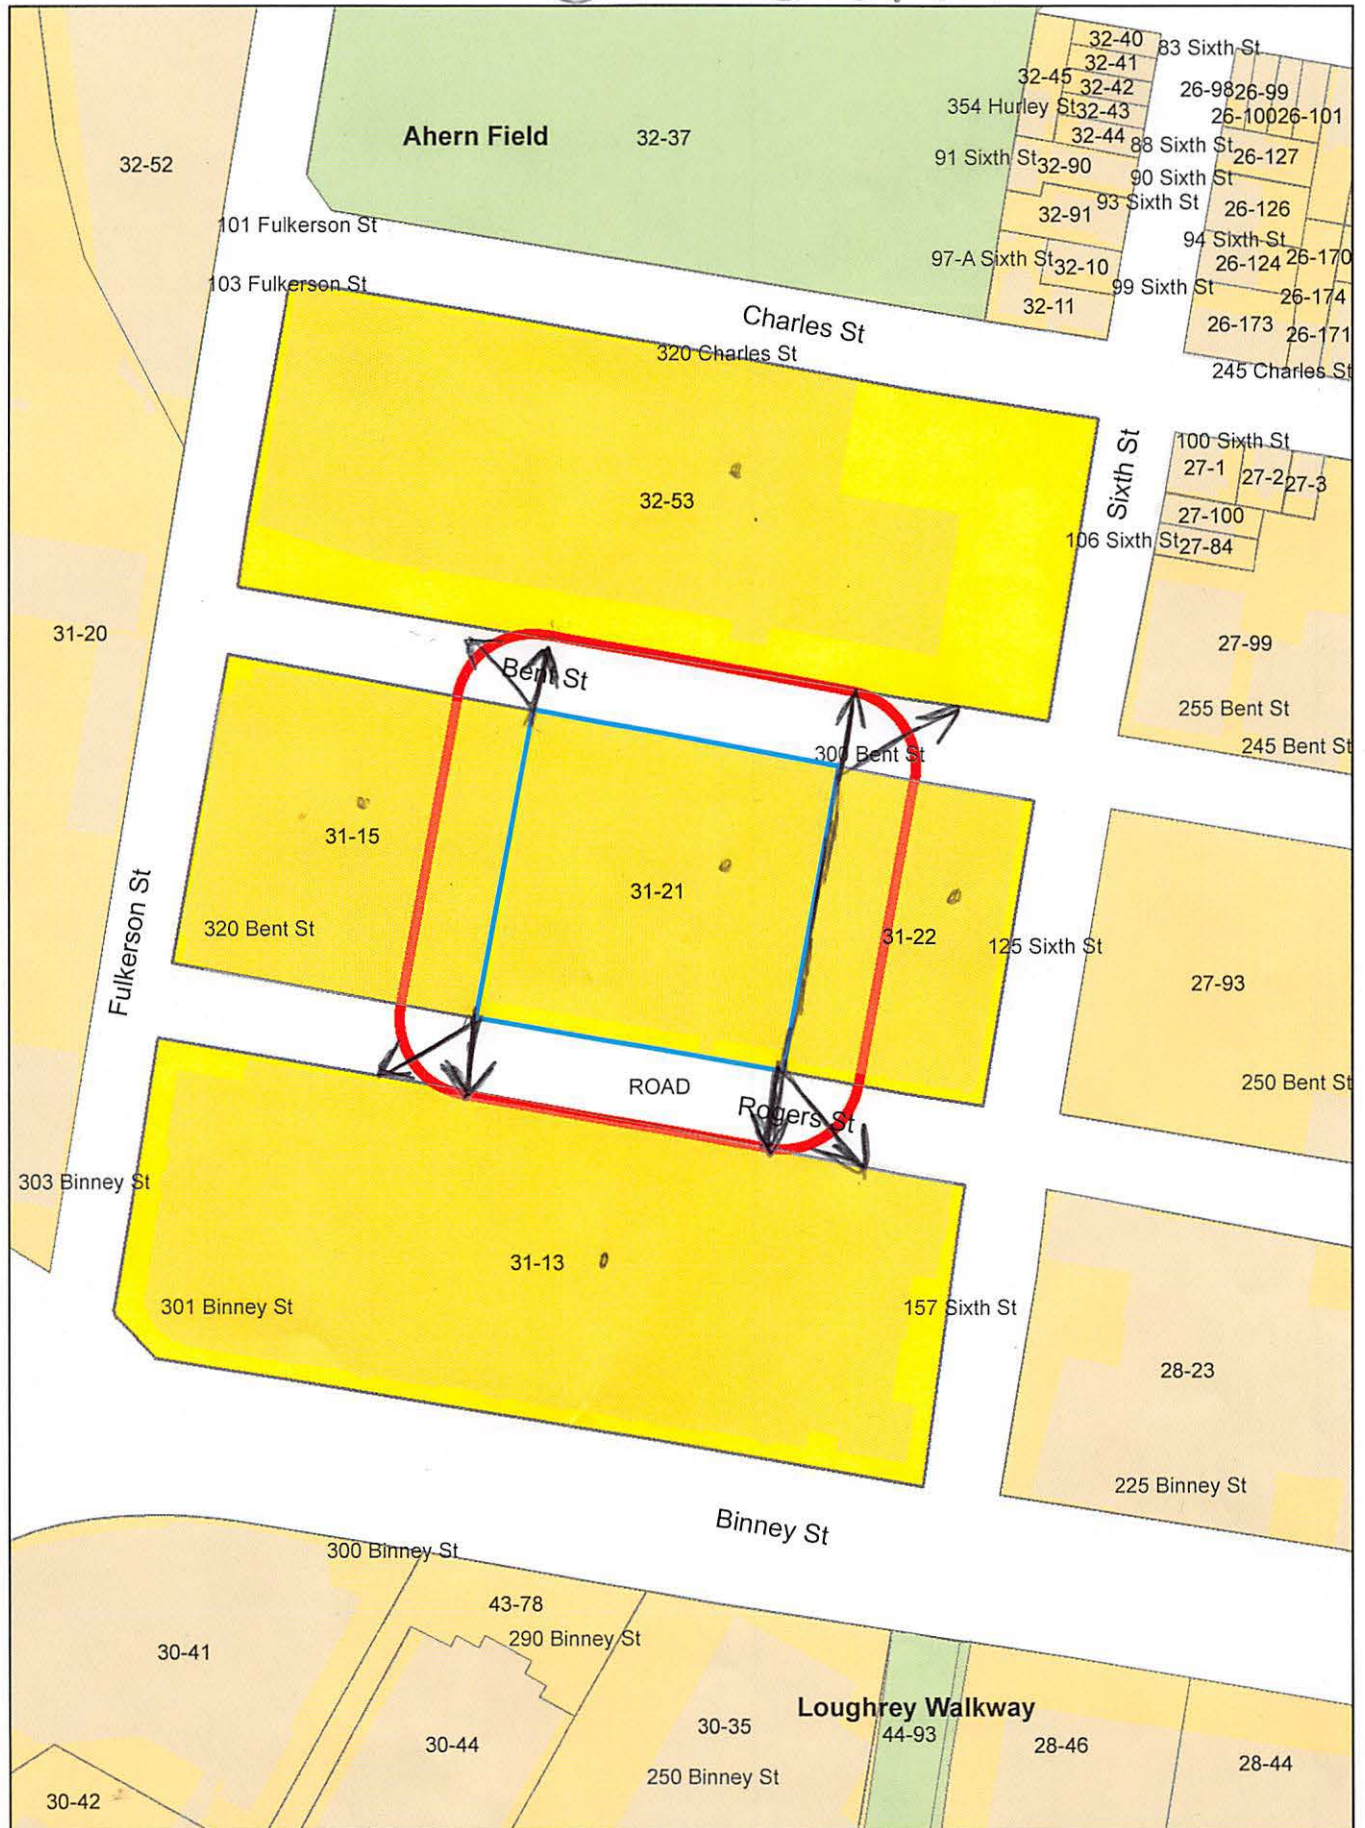 32-40
83 Sixth St
32-41
32-45
32-42
26-98
26-99
354 Hurley St
32-43
26-100
26-101
Ahern Field
32-37
32-44
88 Sixth St
91 Sixth St
32-90
26-127
32-52
90 Sixth St
93 Sixth St
32-91
26-126
101 Fulkerson St
94 Sixth St
97-A Sixth St
32-10
26-124
26-170
103 Fulkerson St
99 Sixth St
26-174
32-11
Charles St
26-173
26-171
320 Charles St
245 Charles St
100 Sixth St
27-1
27-2
27-3
Sixth St
32-53
27-100
106 Sixth St
27-84
31-20
27-99
Bent St
255 Bent St
300 Bent St
245 Bent St
31-15
31-21
320 Bent St
31-22
125 Sixth St
Fulkerson St
27-93
ROAD
250 Bent St
Rogers St
303 Binney St
31-13
301 Binney St
157 Sixth St
28-23
225 Binney St
Binney St
300 Binney St
43-78
290 Binney St
30-41
Loughrey Walkway
30-35
44-93
30-44
28-46
28-44
250 Binney St
30-42